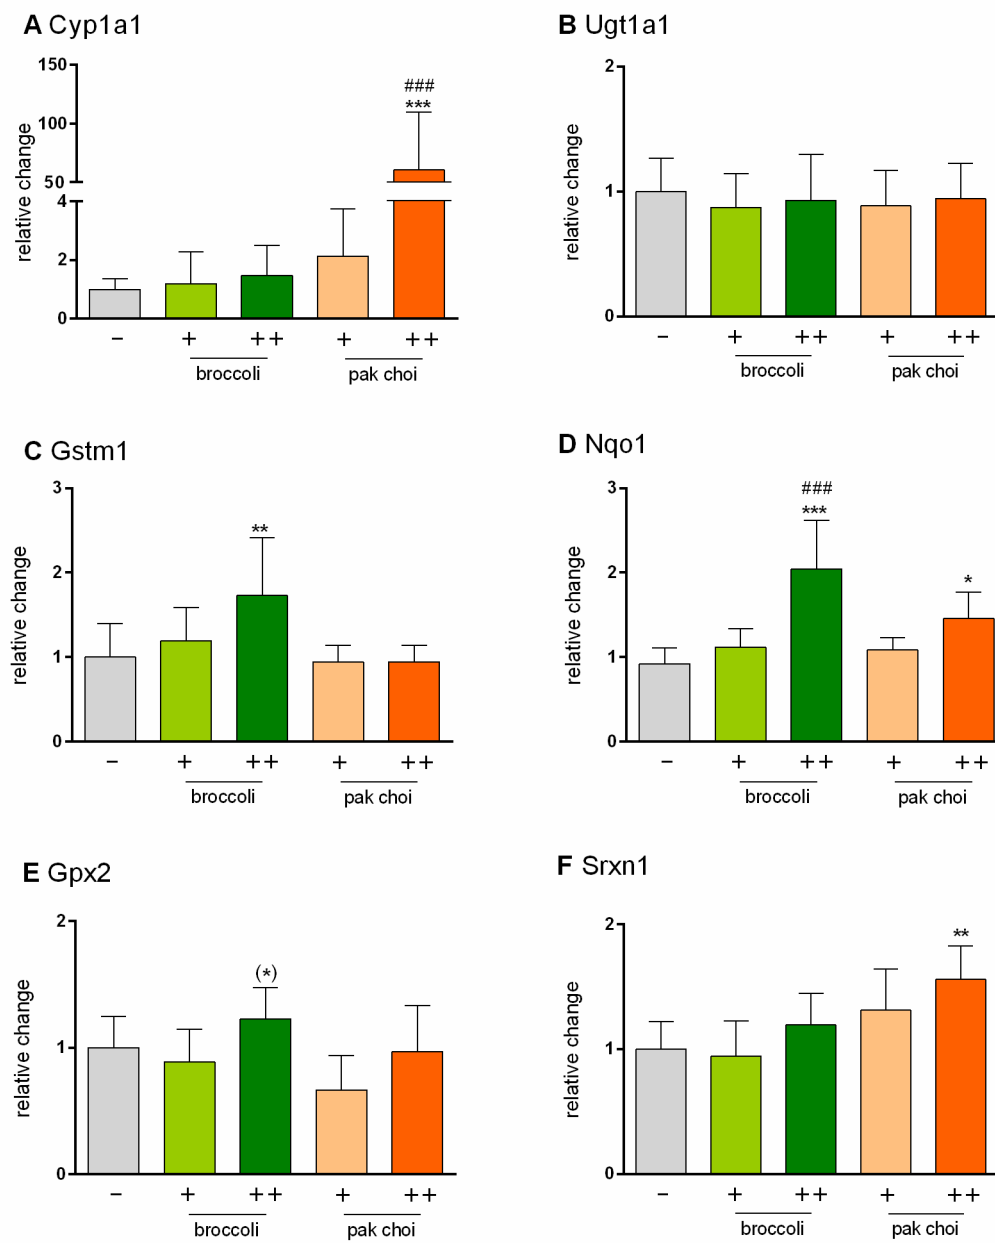 A Cyp1a1
150
100
50
4
2
0
relative change
###
***
– + ++ + ++
broccoli pak choi
B Ugt1a1
2
1
0
relative change
– + ++ + ++
broccoli pak choi
C Gstm1
3
2
1
0
relative change
**
– + ++ + ++
broccoli pak choi
D Nqo1
3
2
1
0
relative change
###
***
*
– + ++ + ++
broccoli pak choi
E Gpx2
2
1
0
relative change
(*)
– + ++ + ++
broccoli pak choi
F Srxn1
2
1
0
relative change
**
– + ++ + ++
broccoli pak choi